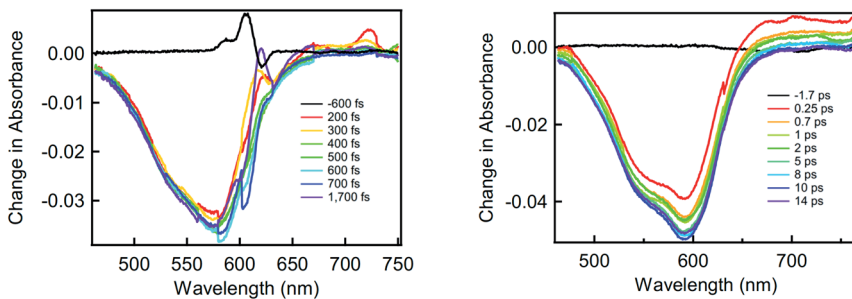 Change in Absorbance
0.00
-0.01
-0.02
-0.03
500
550
600
650
700
750
Wavelength (nm)
-600 fs
200 fs
300 fs
400 fs
500 fs
600 fs
700 fs
1,700 fs
Change in Absorbance
0.00
-0.02
-0.04
500
600
700
Wavelength (nm)
-1.7 ps
0.25 ps
0.7 ps
1 ps
2 ps
5 ps
8 ps
10 ps
14 ps